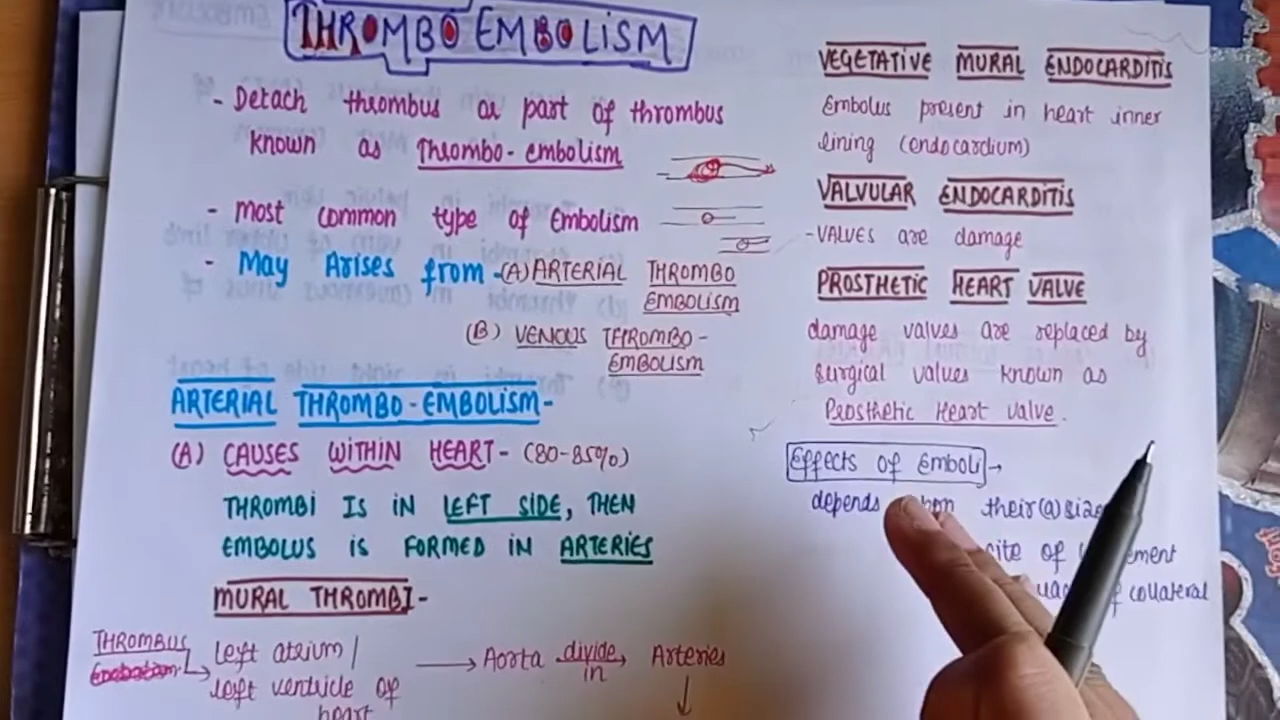 THROMBO EMBOLISM
- Detach thrombus or part of thrombus
known as Thrombo-embolism
- most common type of Embolism
- May Arises from - (A) ARTERIAL THROMBO
EMBOLISM
(B) VENOUS THROMBO-
EMBOLISM
ARTERIAL THROMBO-EMBOLISM-
(A) CAUSES WITHIN HEART - (80-85%)
THROMBI IS IN LEFT SIDE, THEN
EMBOLUS IS FORMED IN ARTERIES
MURAL THROMBI-
THROMBUS
Left atrium/
left ventricle of
heart
→ Aorta divide in → Arteries
VEGETATIVE MURAL ENDOCARDITIS
Embolus present in heart inner
lining (endocardium)
VALVULAR ENDOCARDITIS
-VALVES are damage
PROSTHETIC HEART VALVE
damage valves are replaced by
surgical valves known as
Prosthetic Heart valve.
Effects of Emboli →
depends their (a) size
of
collateral